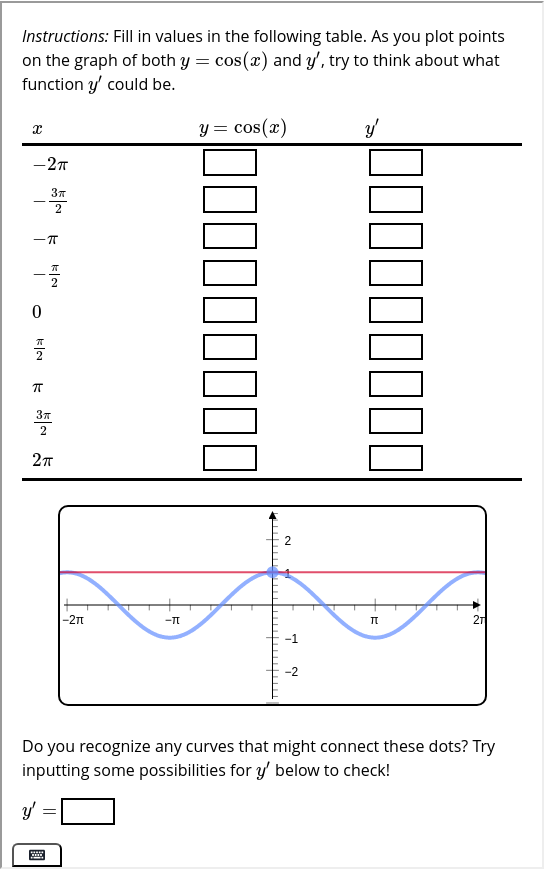 Instructions: Fill in values in the following table. As you plot points
on the graph of both y = cos(x) and y′, try to think about what
function y′ could be.
x y = cos(x) y′
−2π
−3π/2
−π
−π/2
0
π/2
π
3π/2
2π
2
1
−2π −π π 2π
−1
−2
Do you recognize any curves that might connect these dots? Try
inputting some possibilities for y′ below to check!
y′ =